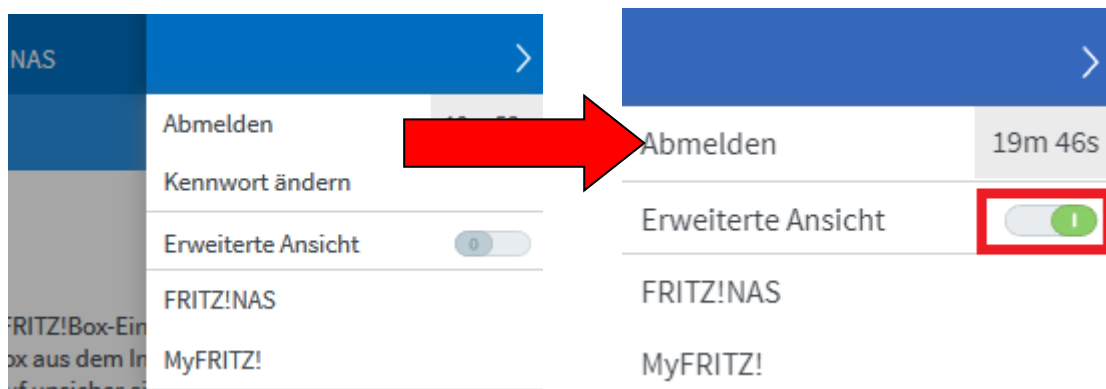 NAS
Abmelden
Kennwort ändern
Erweiterte Ansicht 0
FRITZ!NAS
MyFRITZ!
FRITZ!Box-Ein
ox aus dem In
Abmelden 19m 46s
Erweiterte Ansicht I
FRITZ!NAS
MyFRITZ!